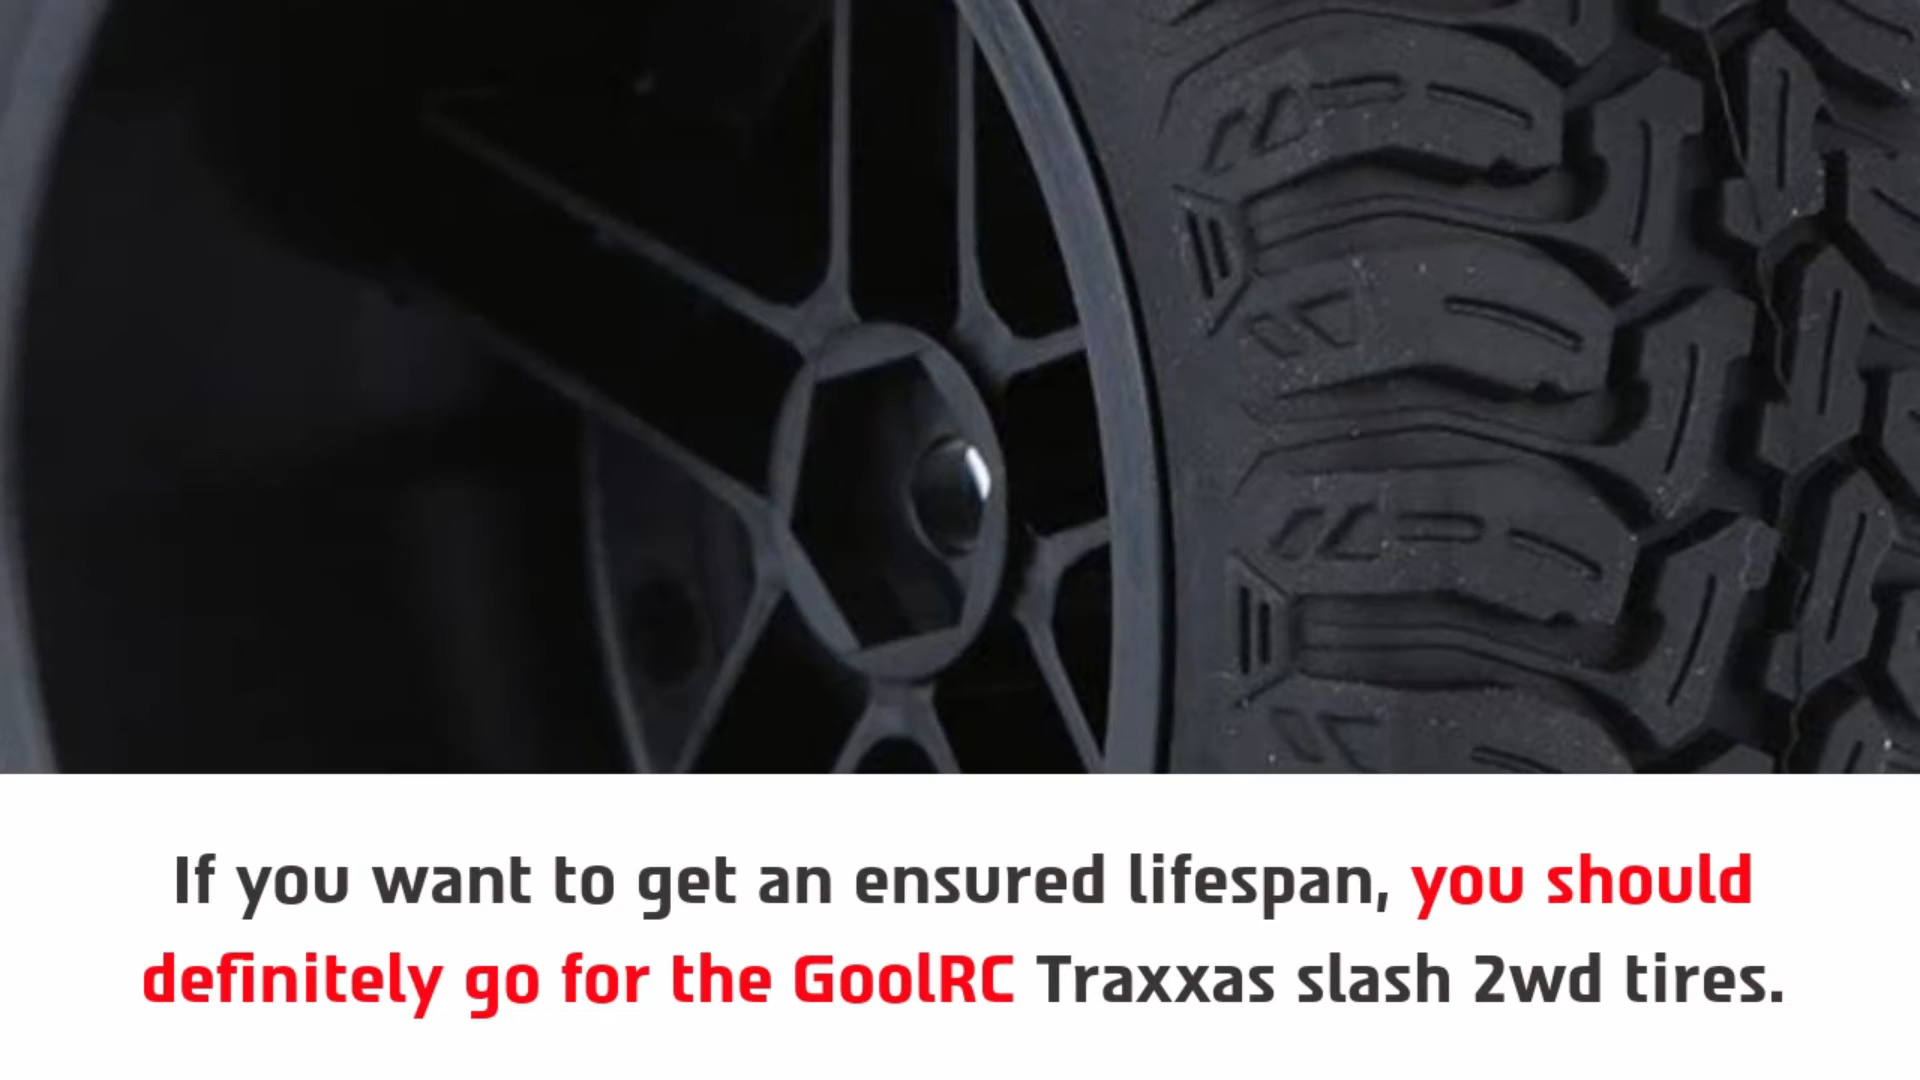 If you want to get an ensured lifespan, you should
definitely go for the GoolRC Traxxas slash 2wd tires.